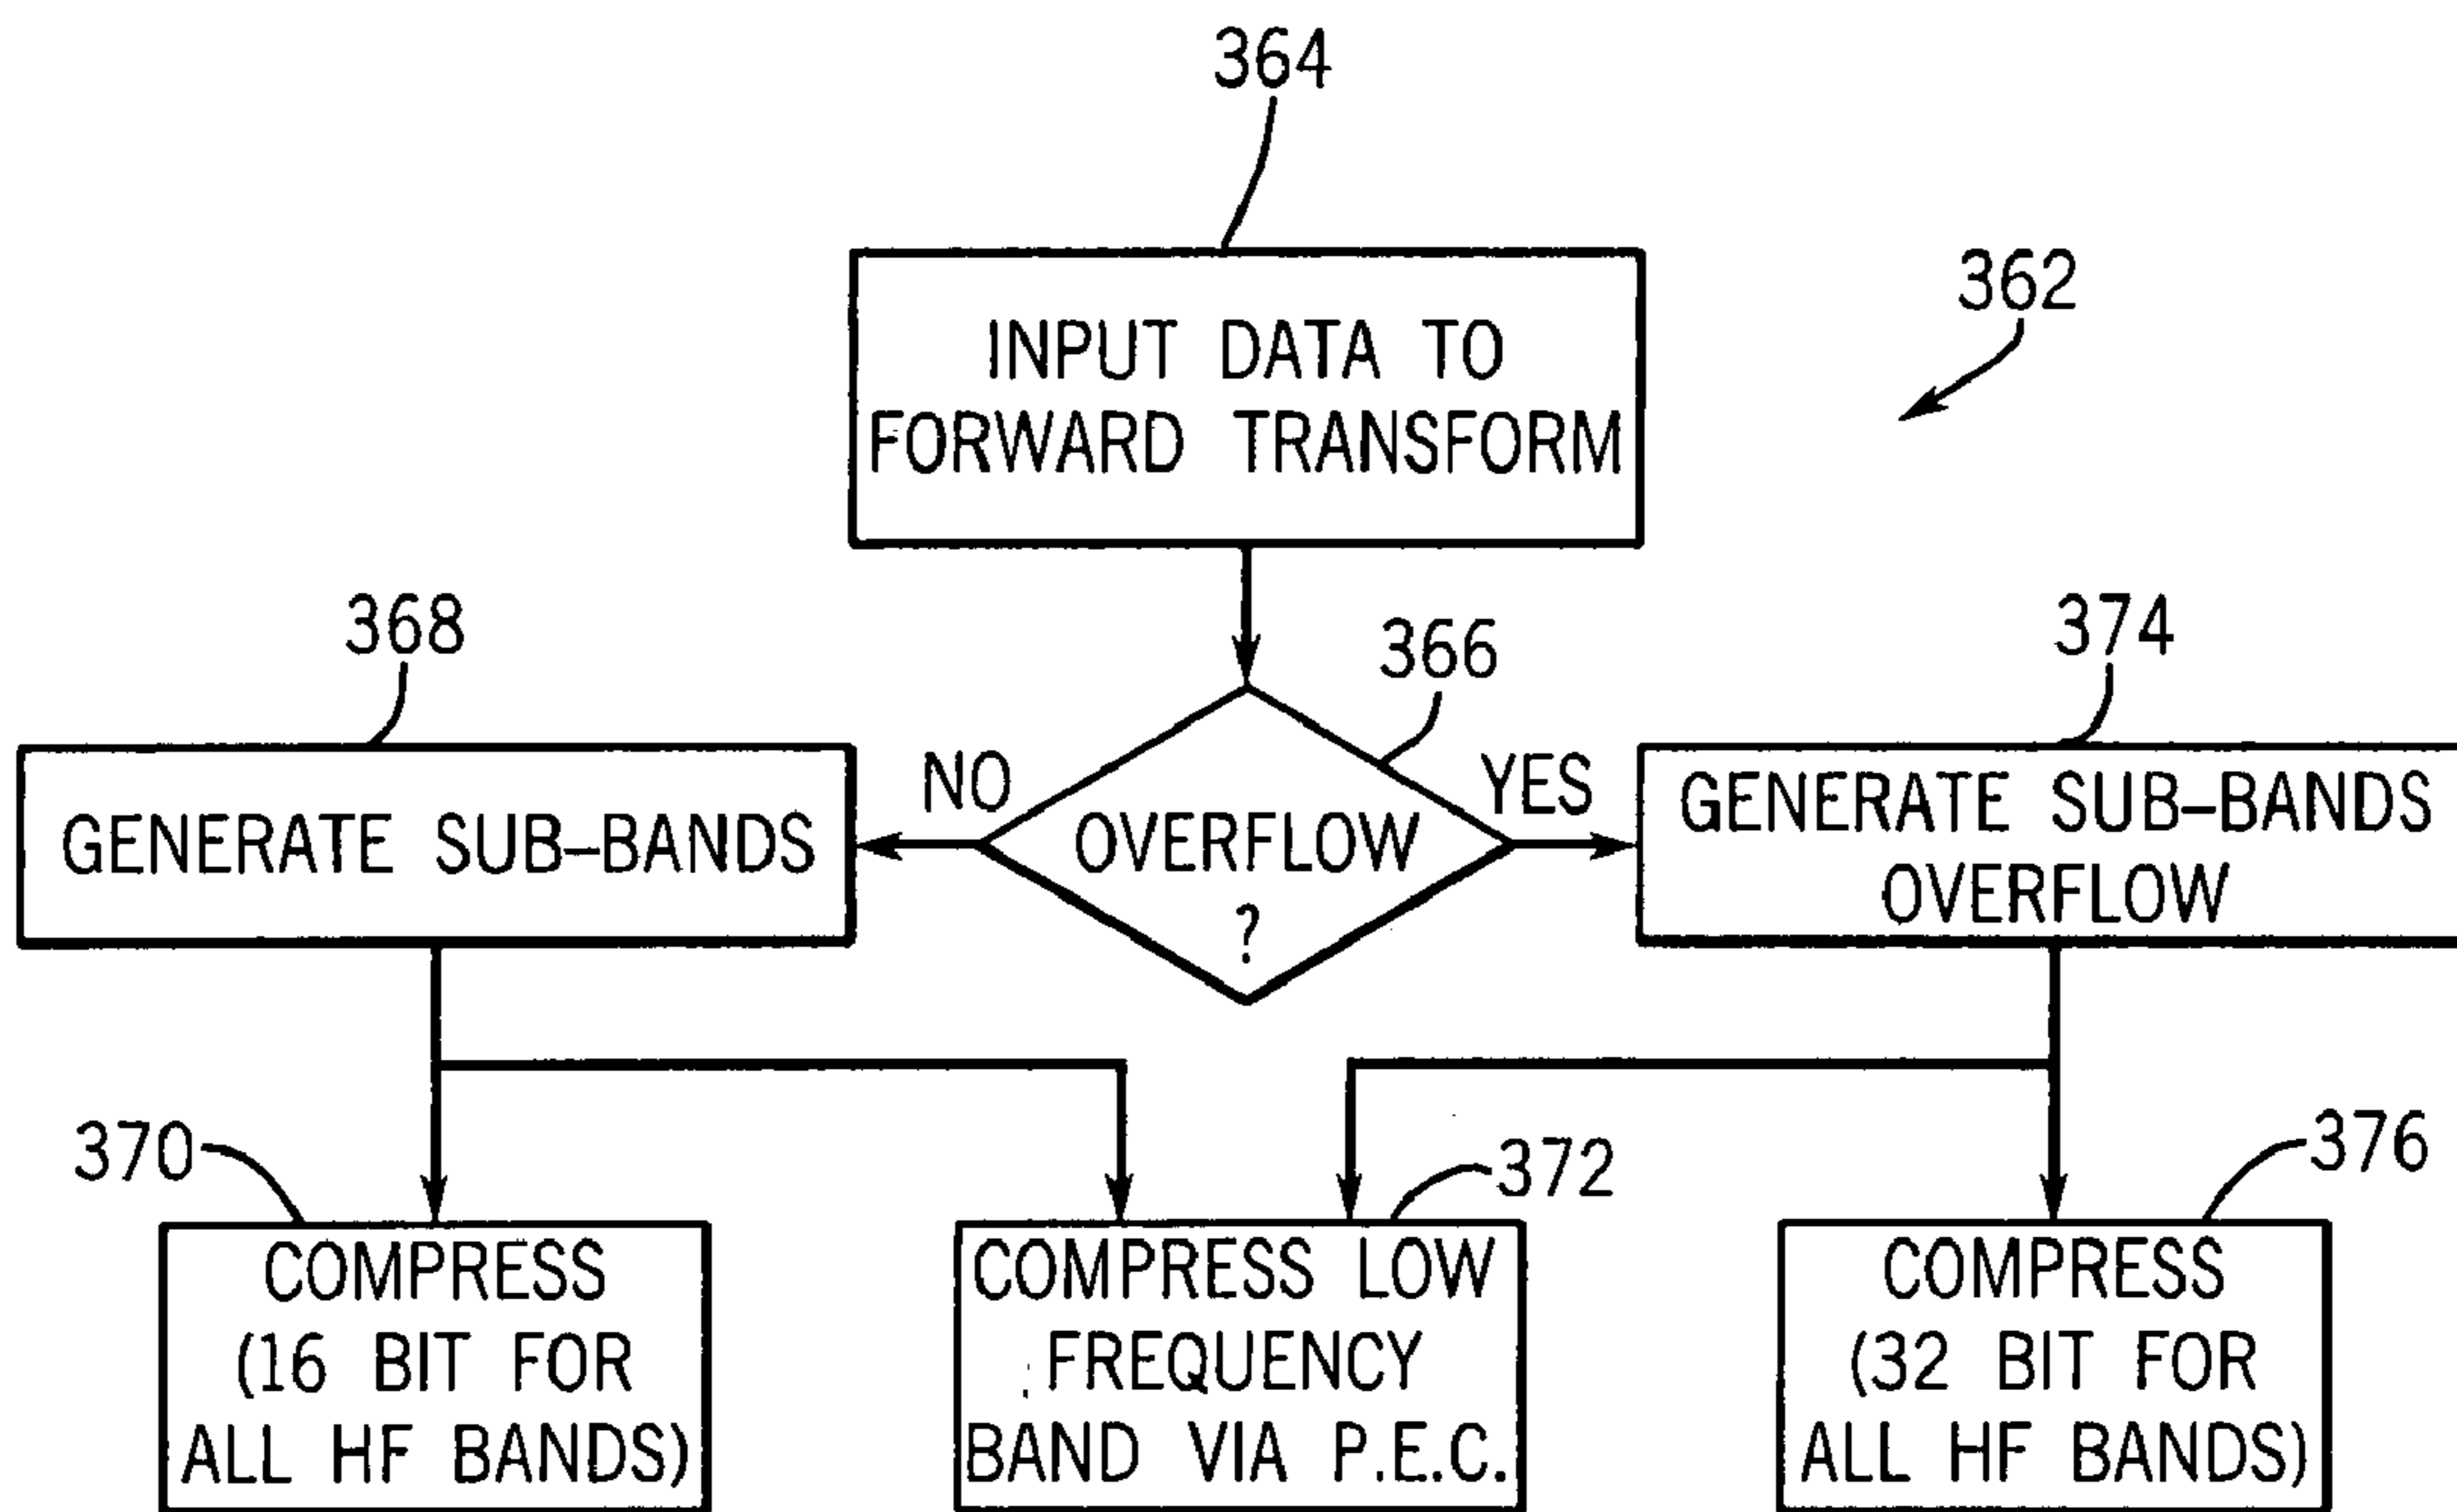 364
362
INPUT DATA TO
FORWARD TRANSFORM
368
366
374
NO
YES
GENERATE SUB-BANDS
OVERFLOW
?
GENERATE SUB-BANDS
OVERFLOW
370
372
376
COMPRESS
(16 BIT FOR
ALL HF BANDS)
COMPRESS LOW
FREQUENCY
BAND VIA P.E.C.
COMPRESS
(32 BIT FOR
ALL HF BANDS)